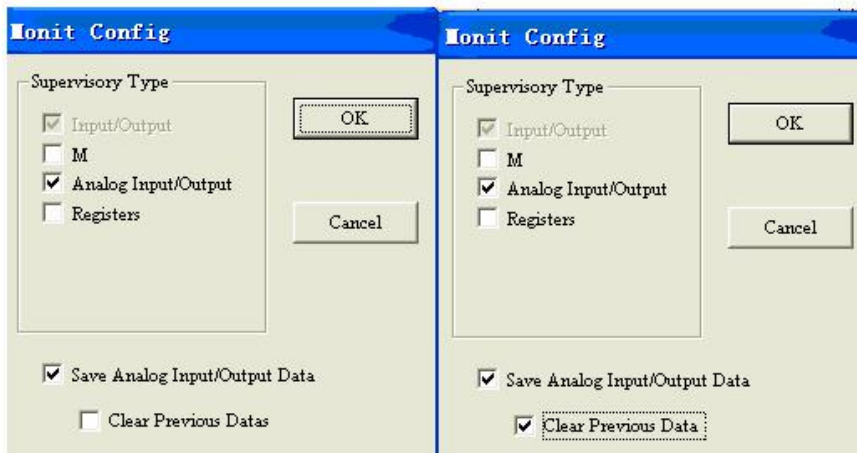 Monit Config
Supervisory Type
Input/Output
M
Analog Input/Output
Registers
OK
Cancel
Save Analog Input/Output Data
Clear Previous Datas
Monit Config
Supervisory Type
Input/Output
M
Analog Input/Output
Registers
OK
Cancel
Save Analog Input/Output Data
Clear Previous Data